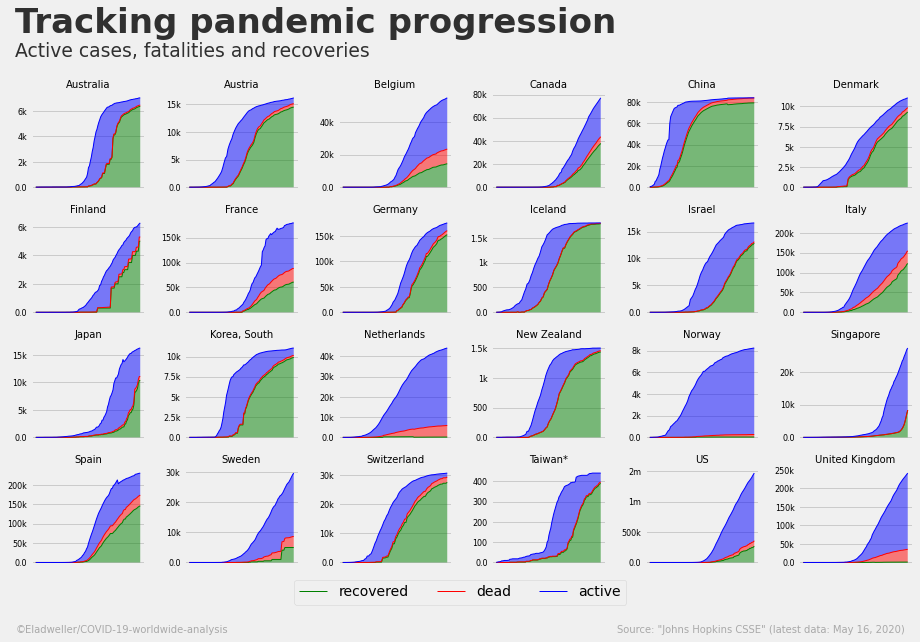 Tracking pandemic progression
Active cases, fatalities and recoveries
Australia Austria Belgium Canada China Denmark
6k 4k 2k 0.0
15k 10k 5k 0.0
40k 20k 0.0
80k 60k 40k 20k 0.0
80k 60k 40k 20k 0.0
10k 7.5k 5k 2.5k 0.0
Finland France Germany Iceland Israel Italy
6k 4k 2k 0.0
150k 100k 50k 0.0
150k 100k 50k 0.0
1.5k 1k 500 0.0
15k 10k 5k 0.0
200k 150k 100k 50k 0.0
Japan Korea, South Netherlands New Zealand Norway Singapore
15k 10k 5k 0.0
10k 7.5k 5k 2.5k 0.0
40k 30k 20k 10k 0.0
1.5k 1k 500 0.0
8k 6k 4k 2k 0.0
20k 10k 0.0
Spain Sweden Switzerland Taiwan* US United Kingdom
200k 150k 100k 50k 0.0
30k 20k 10k 0.0
30k 20k 10k 0.0
400 300 200 100 0.0
2m 1m 500k 0.0
250k 200k 150k 100k 50k 0.0
recovered dead active
©Eladweller/COVID-19-worldwide-analysis
Source: "Johns Hopkins CSSE" (latest data: May 16, 2020)